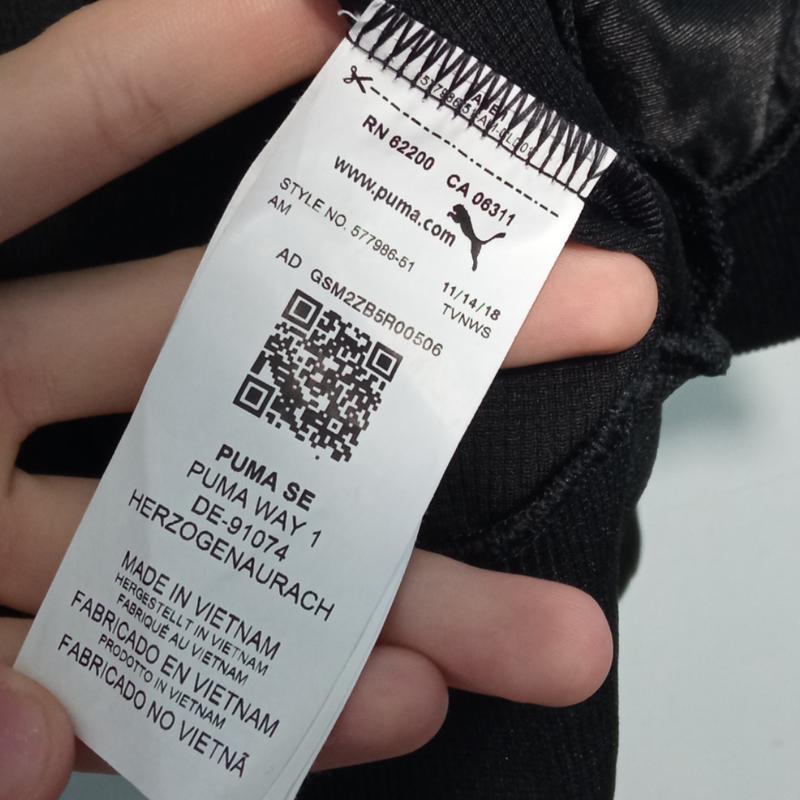 RN 62200 CA 06311
www.puma.com
STYLE NO. 577986-51
AM
11/14/18
TVNWS
AD GSM2ZB5R00506
PUMA SE
PUMA WAY 1
DE-91074
HERZOGENAURACH
MADE IN VIETNAM
HERGESTELLT IN VIETNAM
FABRIQUÉ AU VIETNAM
FABRICADO EN VIETNAM
PRODOTTO IN VIETNAM
FABRICADO NO VIETNÃ